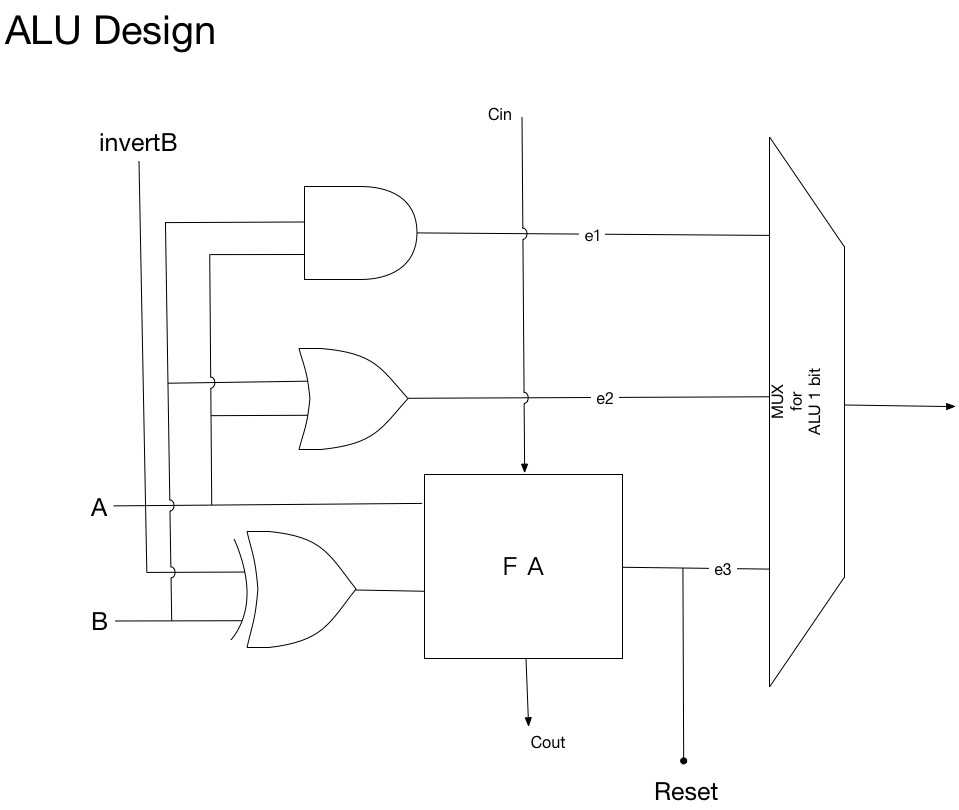 ALU Design
Cin
invertB
e1
e2
MUX
for
ALU 1 bit
A
F A
e3
B
Cout
Reset